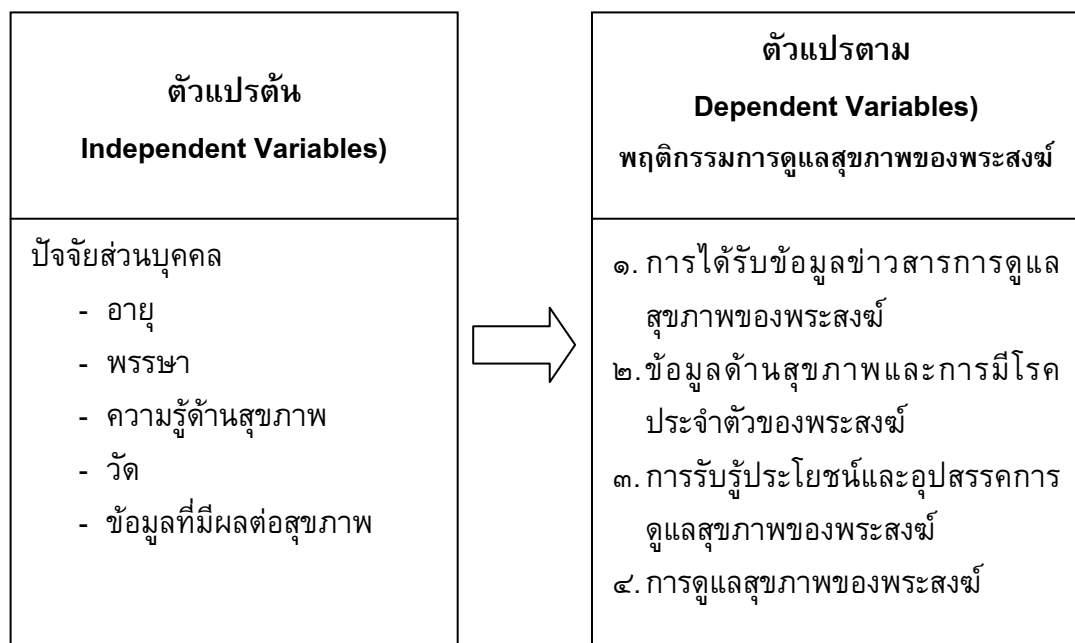 ตัวแปรต้น
Independent Variables)
ปัจจัยส่วนบุคคล
- อายุ
- พรรษา
- ความรู้ด้านสุขภาพ
- วัด
- ข้อมูลที่มีผลต่อสุขภาพ
ตัวแปรตาม
Dependent Variables)
พฤติกรรมการดูแลสุขภาพของพระสงฆ์
๑. การได้รับข้อมูลข่าวสารการดูแล
สุขภาพของพระสงฆ์
๒. ข้อมูลด้านสุขภาพและการมีโรค
ประจำตัวของพระสงฆ์
๓. การรับรู้ประโยชน์และอุปสรรคการ
ดูแลสุขภาพของพระสงฆ์
๔. การดูแลสุขภาพของพระสงฆ์